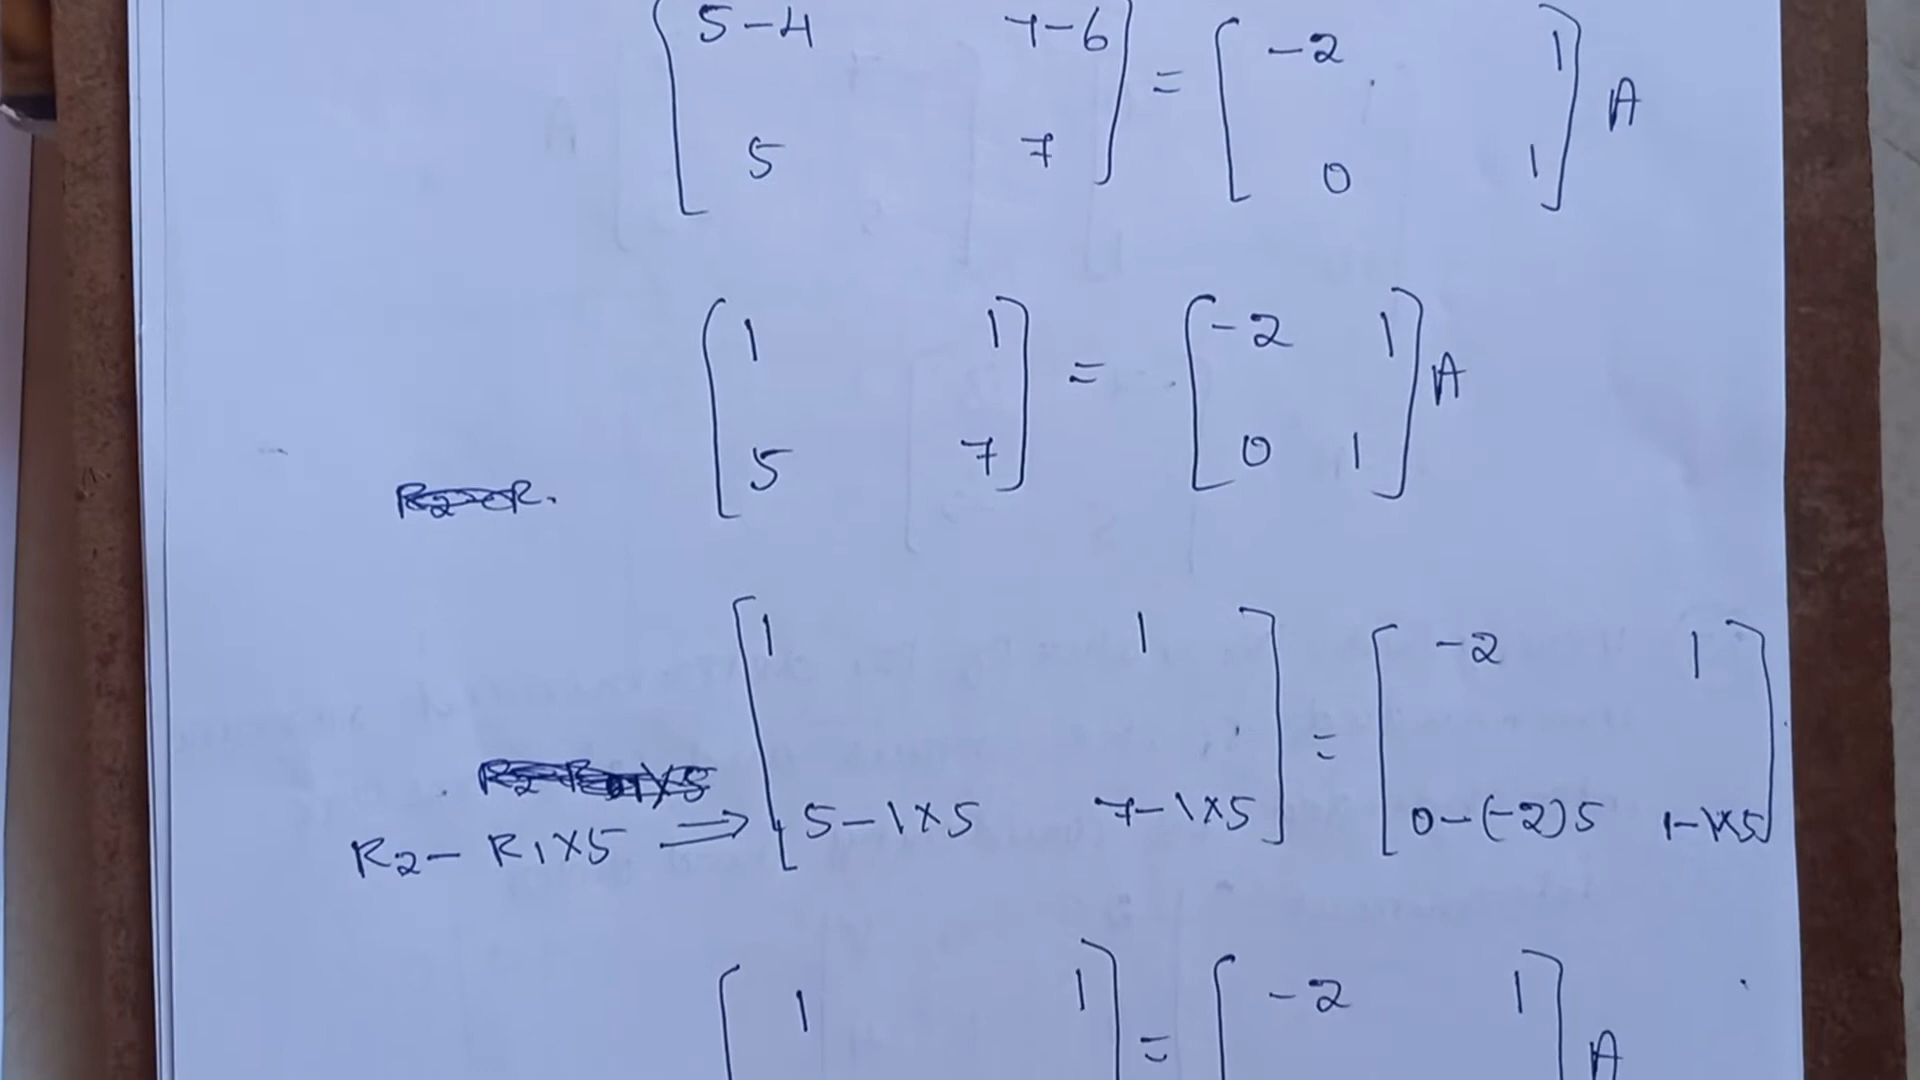 5-4 7-6 = -2 1 A
5 7 0 1
1 1 = -2 1 A
5 7 0 1
1 1 = -2 1
R2 - R1×5 ⇒ 5-1×5 7-1×5 0-(-2)5 1-1×5
1 1 = -2 1 A